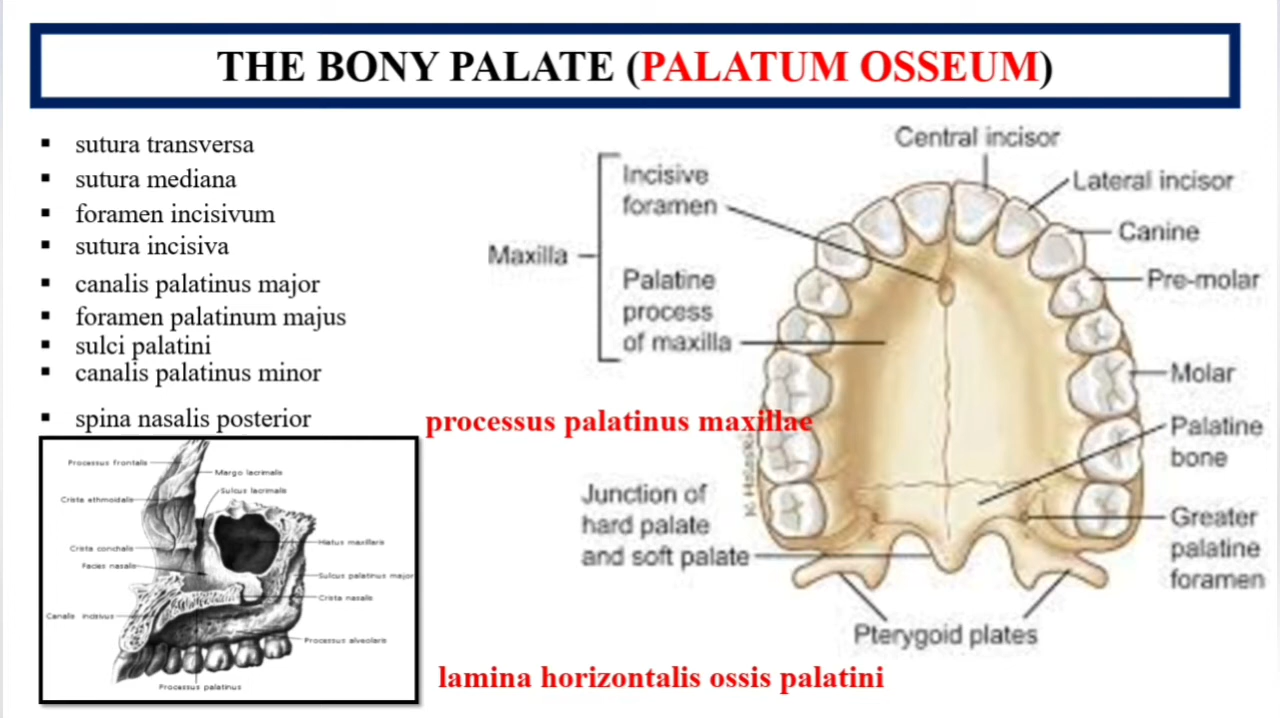 THE BONY PALATE (PALATUM OSSEUM)
▪ sutura transversa
▪ sutura mediana
▪ foramen incisivum
▪ sutura incisiva
▪ canalis palatinus major
▪ foramen palatinum majus
▪ sulci palatini
▪ canalis palatinus minor
▪ spina nasalis posterior
processus palatinus maxillae
lamina horizontalis ossis palatini
Maxilla
Incisive
foramen
Palatine
process
of maxilla
Junction of
hard palate
and soft palate
Central incisor
Lateral incisor
Canine
Pre-molar
Molar
Palatine
bone
Greater
palatine
foramen
Pterygoid plates
Processus frontalis
Crista ethmoidalis
Crista conchalis
Facies nasalis
Canalis incisivus
Margo lacrimalis
Sulcus lacrimalis
Hiatus maxillaris
Sulcus palatinus major
Crista nasalis
Processus alveolaris
Processus palatinus